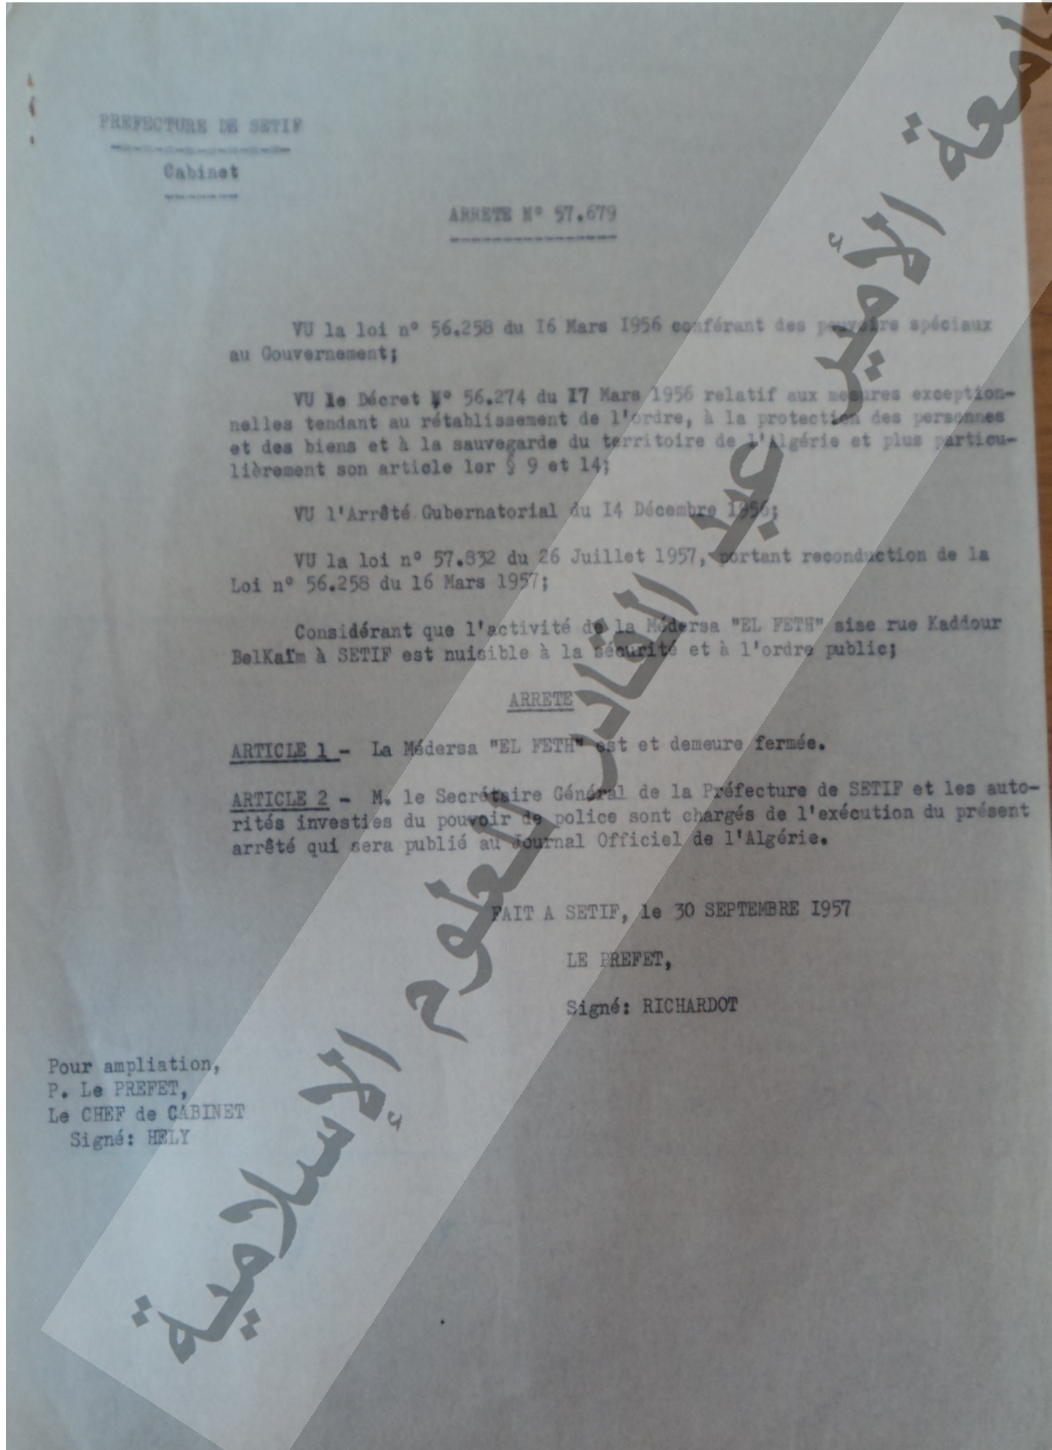 PREFECTURE DE SETIF
Cabinet
ARRETE N° 57.679
VU la loi n° 56.258 du I6 Mars I956 conférant des pouvoirs spéciaux
au Gouvernement;
VU le Décret N° 56.274 du I7 Mars I956 relatif aux mesures exception-
nelles tendant au rétablissement de l'ordre, à la protection des personnes
et des biens et à la sauvegarde du territoire de l'Algérie et plus particu-
lièrement son article 1er § 9 et 14;
VU l'Arrêté Gubernatorial du I4 Décembre I956;
VU la loi n° 57.832 du 26 Juillet I957, portant reconduction de la
Loi n° 56.258 du 16 Mars 1957;
Considérant que l'activité de la Médersa "EL FETH" sise rue Kaddour
BelKaïm à SETIF est nuisible à la sécurité et à l'ordre public;
ARRETE
ARTICLE 1 - La Médersa "EL FETH" est et demeure fermée.
ARTICLE 2 - M. le Secrétaire Général de la Préfecture de SETIF et les auto-
rités investies du pouvoir de police sont chargés de l'exécution du présent
arrêté qui sera publié au Journal Officiel de l'Algérie.
FAIT A SETIF, le 30 SEPTEMBRE I957
LE PREFET,
Signé: RICHARDOT
Pour ampliation,
P. Le PREFET,
Le CHEF de CABINET
Signé: HELY
جامعة الأمير عبد القادر للعلوم الإسلامية